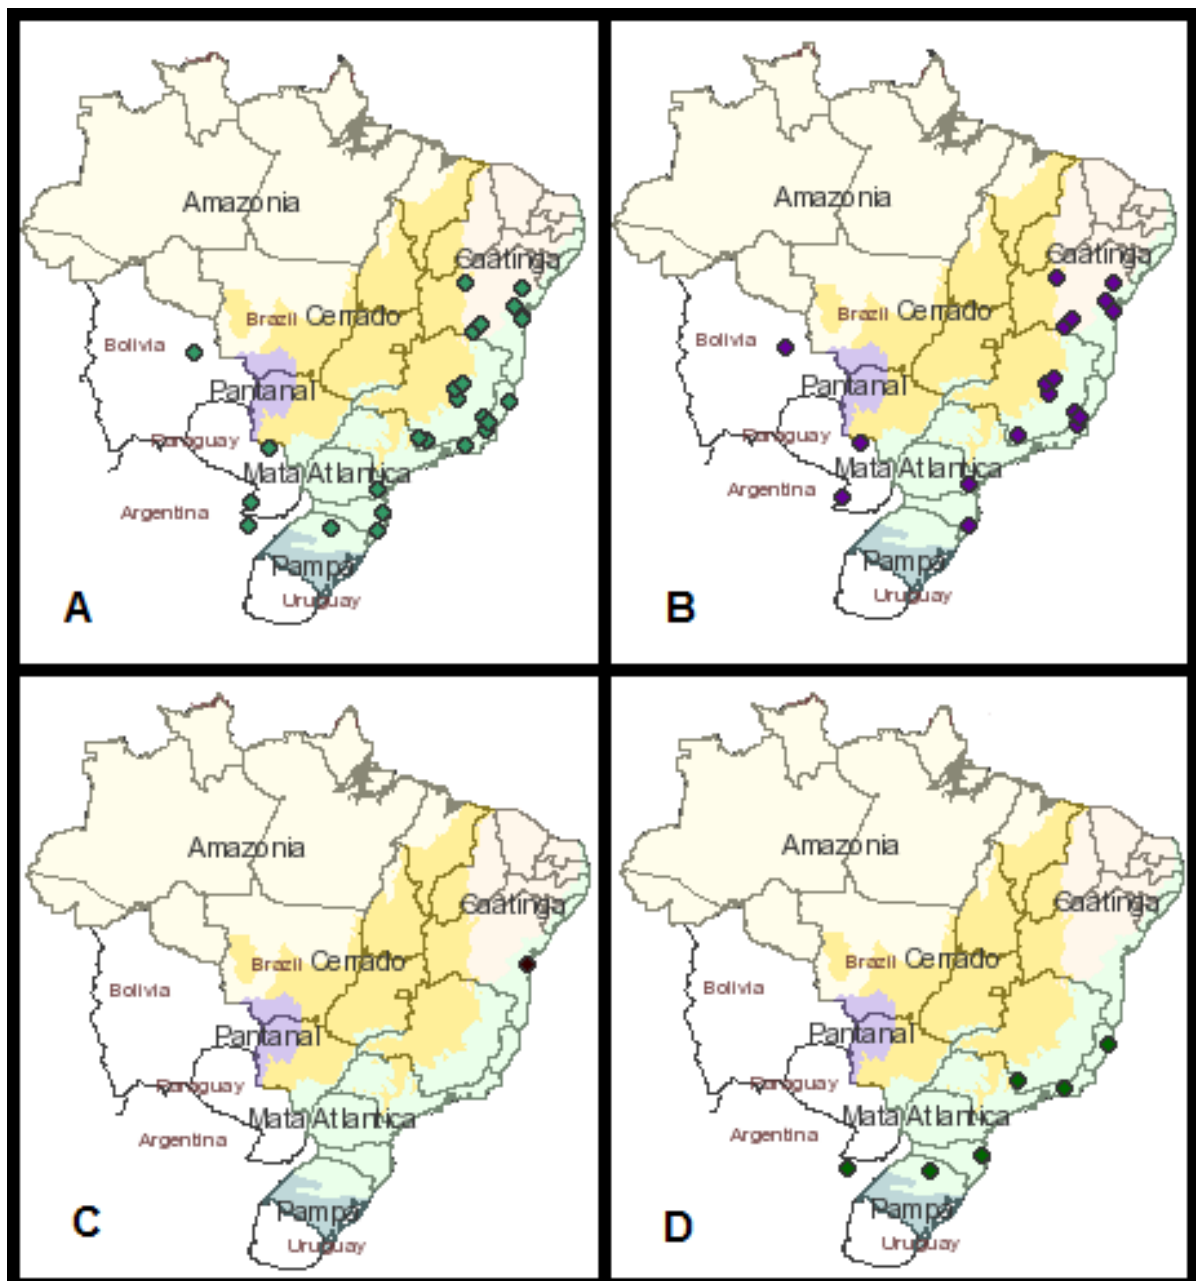 Amazonia
Caatinga
Brazil Cerrado
Bolivia
Pantanal
Paraguay
Mata Atlantica
Argentina
Pampa
Uruguay
A
Amazonia
Caatinga
Brazil Cerrado
Bolivia
Pantanal
Paraguay
Mata Atlantica
Argentina
Pampa
Uruguay
B
Amazonia
Caatinga
Brazil Cerrado
Bolivia
Pantanal
Paraguay
Mata Atlantica
Argentina
Pampa
Uruguay
C
Amazonia
Caatinga
Brazil Cerrado
Bolivia
Pantanal
Paraguay
Mata Atlantica
Argentina
Pampa
Uruguay
D